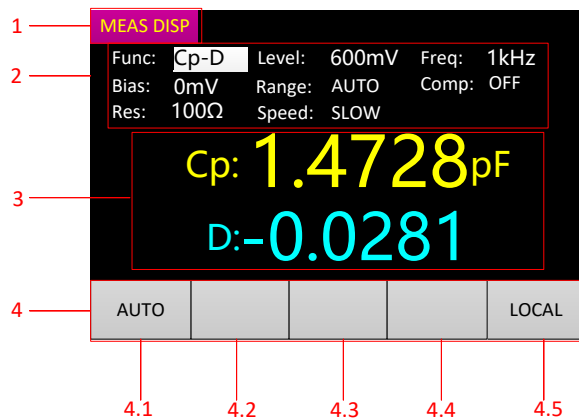 1 MEAS DISP
2 Func: Cp-D Level: 600mV Freq: 1kHz
Bias: 0mV Range: AUTO Comp: OFF
Res: 100Ω Speed: SLOW
3 Cp: 1.4728pF
D:-0.0281
4 AUTO LOCAL
4.1 4.2 4.3 4.4 4.5